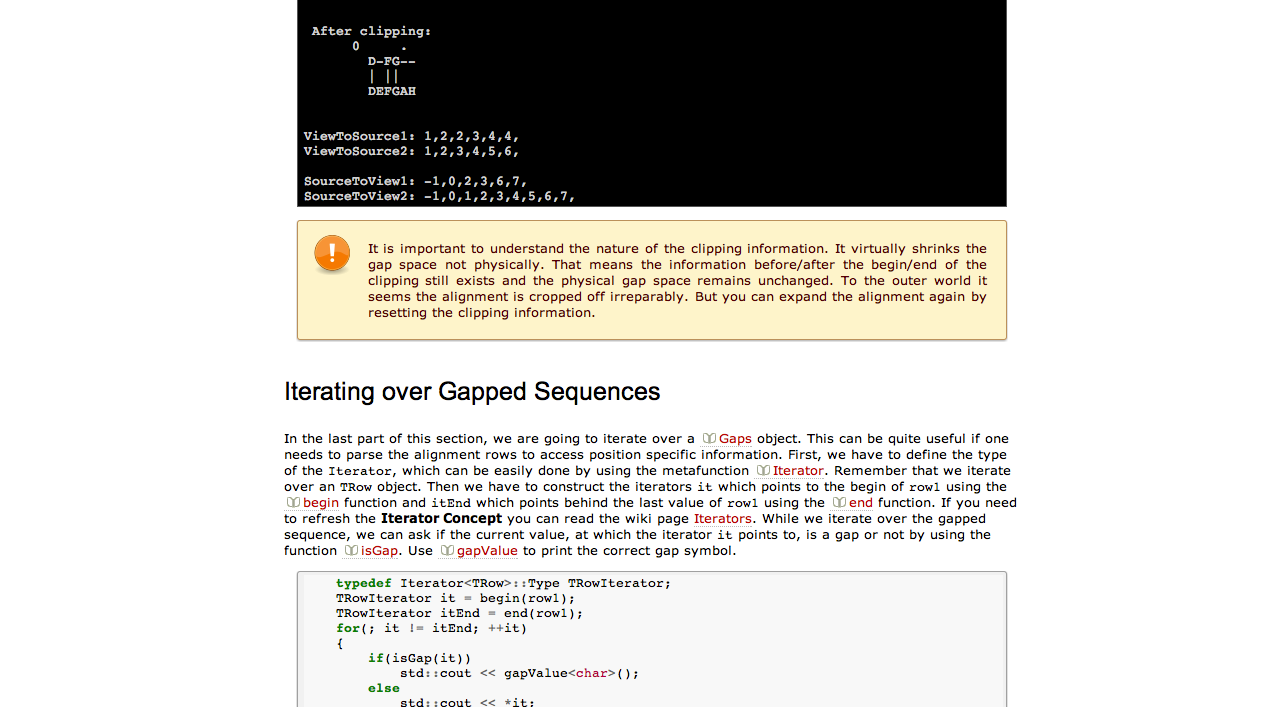 After clipping:
0     .
D-FG--
| ||
DEFGAH
ViewToSource1: 1,2,2,3,4,4,
ViewToSource2: 1,2,3,4,5,6,
SourceToView1: -1,0,2,3,6,7,
SourceToView2: -1,0,1,2,3,4,5,6,7,
It is important to understand the nature of the clipping information. It virtually shrinks the
gap space not physically. That means the information before/after the begin/end of the
clipping still exists and the physical gap space remains unchanged. To the outer world it
seems the alignment is cropped off irreparably. But you can expand the alignment again by
resetting the clipping information.
Iterating over Gapped Sequences
In the last part of this section, we are going to iterate over a Gaps object. This can be quite useful if one
needs to parse the alignment rows to access position specific information. First, we have to define the type
of the Iterator, which can be easily done by using the metafunction Iterator. Remember that we iterate
over an TRow object. Then we have to construct the iterators it which points to the begin of row1 using the
begin function and itEnd which points behind the last value of row1 using the end function. If you need
to refresh the Iterator Concept you can read the wiki page Iterators. While we iterate over the gapped
sequence, we can ask if the current value, at which the iterator it points to, is a gap or not by using the
function isGap. Use gapValue to print the correct gap symbol.
typedef Iterator<TRow>::Type TRowIterator;
TRowIterator it = begin(row1);
TRowIterator itEnd = end(row1);
for(; it != itEnd; ++it)
{
if(isGap(it))
std::cout << gapValue<char>();
else
std::cout << *it;